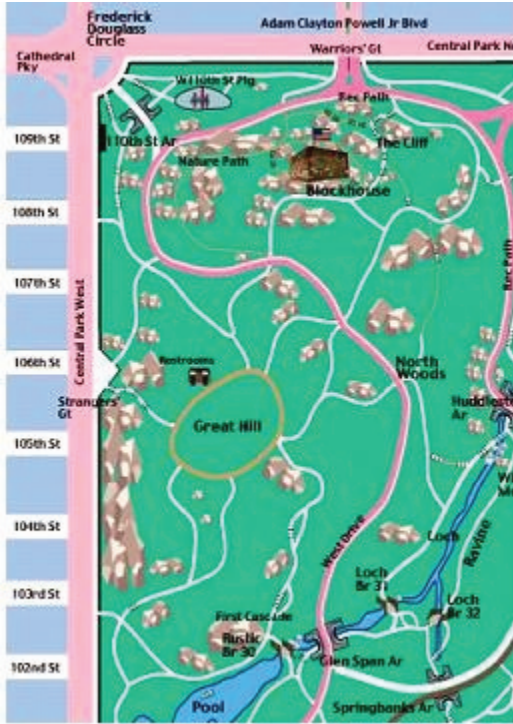 Frederick
Douglass
Circle
Adam Clayton Powell Jr Blvd
Cathedral
Pky
Warriors' Gt
Central Park
W 110th St Plg
Rec Path
109th St
110th St Ar
The Cliff
Nature Path
Blockhouse
108th St
Rec Path
107th St
Central Park West
106th St
Restrooms
North
Woods
Strangers'
Gt
Great Hill
Ar
105th St
104th St
West Drive
Loch
Ravine
103rd St
Loch
Br 31
Loch
Br 32
First Cascade
Rustic
Br 30
102nd St
Glen Span Ar
Pool
Springbanks Ar